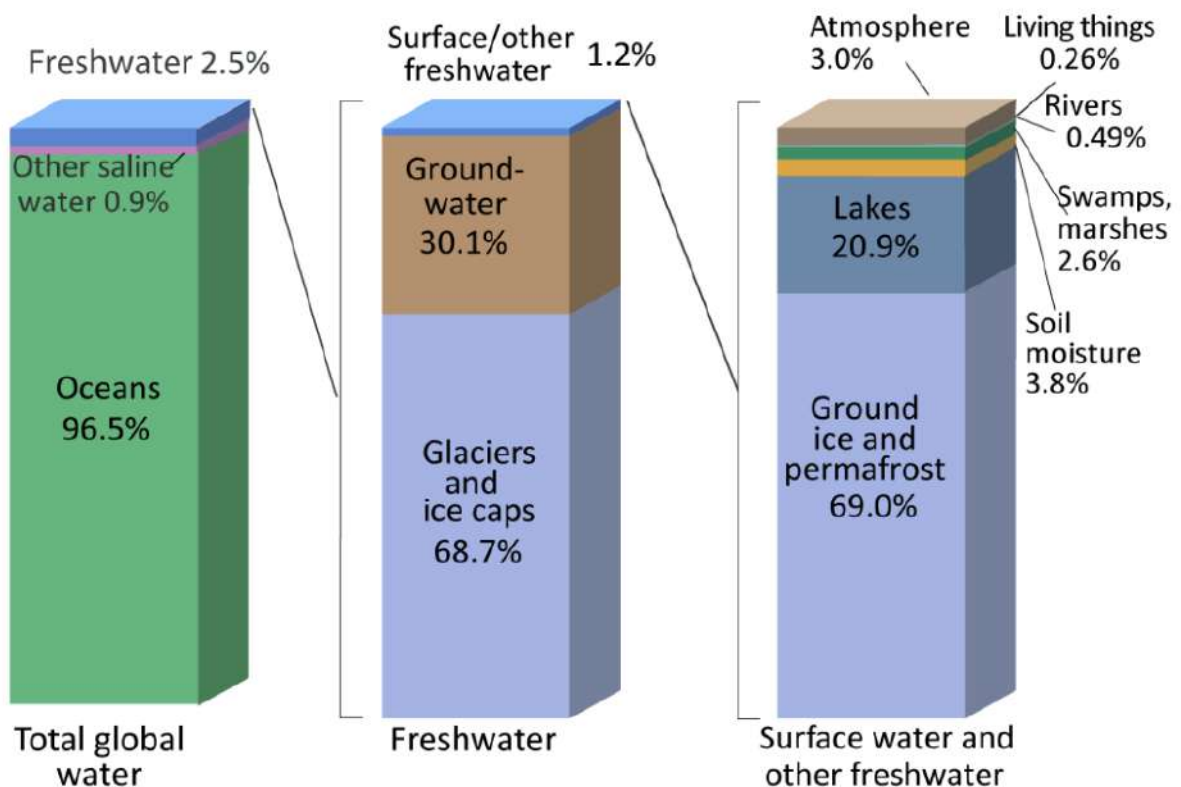 Freshwater 2.5%
Other saline
water 0.9%
Oceans
96.5%
Total global
water
Surface/other
freshwater
1.2%
Ground-
water
30.1%
Glaciers
and
ice caps
68.7%
Freshwater
Atmosphere
3.0%
Living things
0.26%
Rivers
0.49%
Swamps,
marshes
2.6%
Soil
moisture
3.8%
Lakes
20.9%
Ground
ice and
permafrost
69.0%
Surface water and
other freshwater